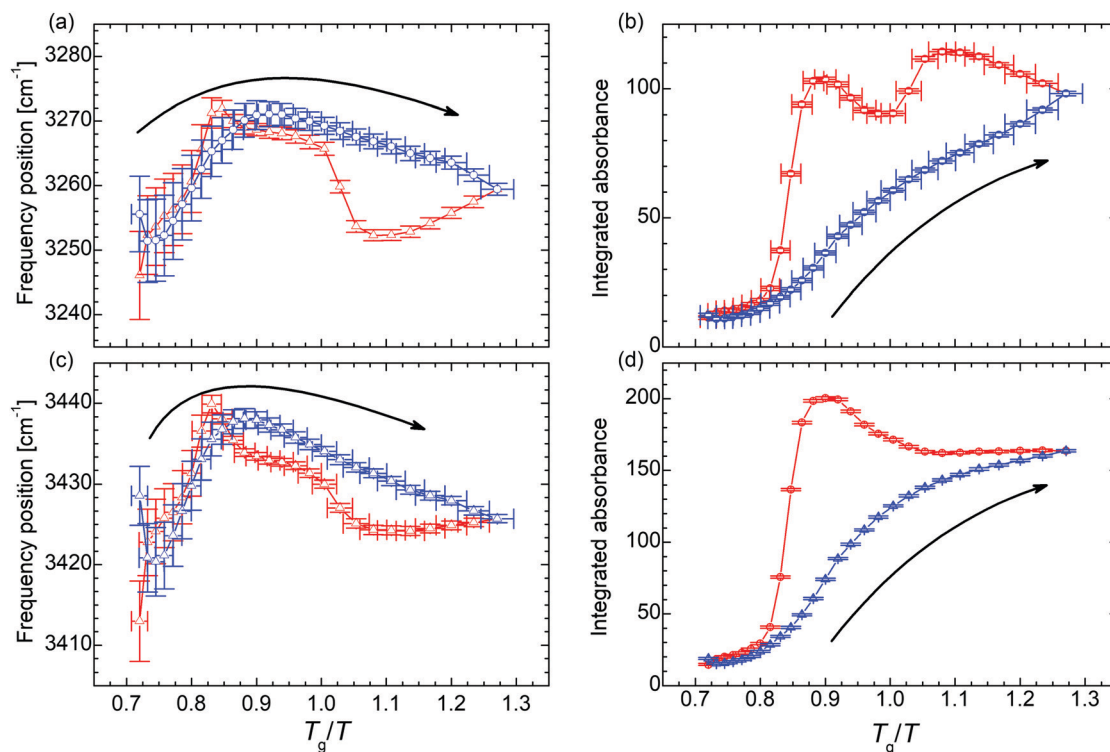 (a)
Frequency position [cm⁻¹]
3280
3270
3260
3250
3240
(b)
Integrated absorbance
100
50
0
(c)
Frequency position [cm⁻¹]
3440
3430
3420
3410
0.7 0.8 0.9 1.0 1.1 1.2 1.3
Tg/T
(d)
Integrated absorbance
200
150
100
50
0
0.7 0.8 0.9 1.0 1.1 1.2 1.3
Tg/T